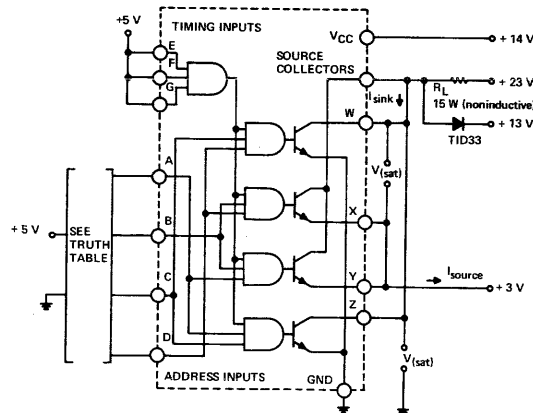 TIMING INPUTS
+5 V
E
F
G
VCC
+ 14 V
SOURCE
COLLECTORS
+ 23 V
RL
15 W (noninductive)
Isink ↓
+ 13 V
TID33
W
V(sat)
A
B
X
+ 5 V
SEE
TRUTH
TABLE
C
Y
→ Isource
+ 3 V
Z
D
V(sat)
GND
ADDRESS INPUTS